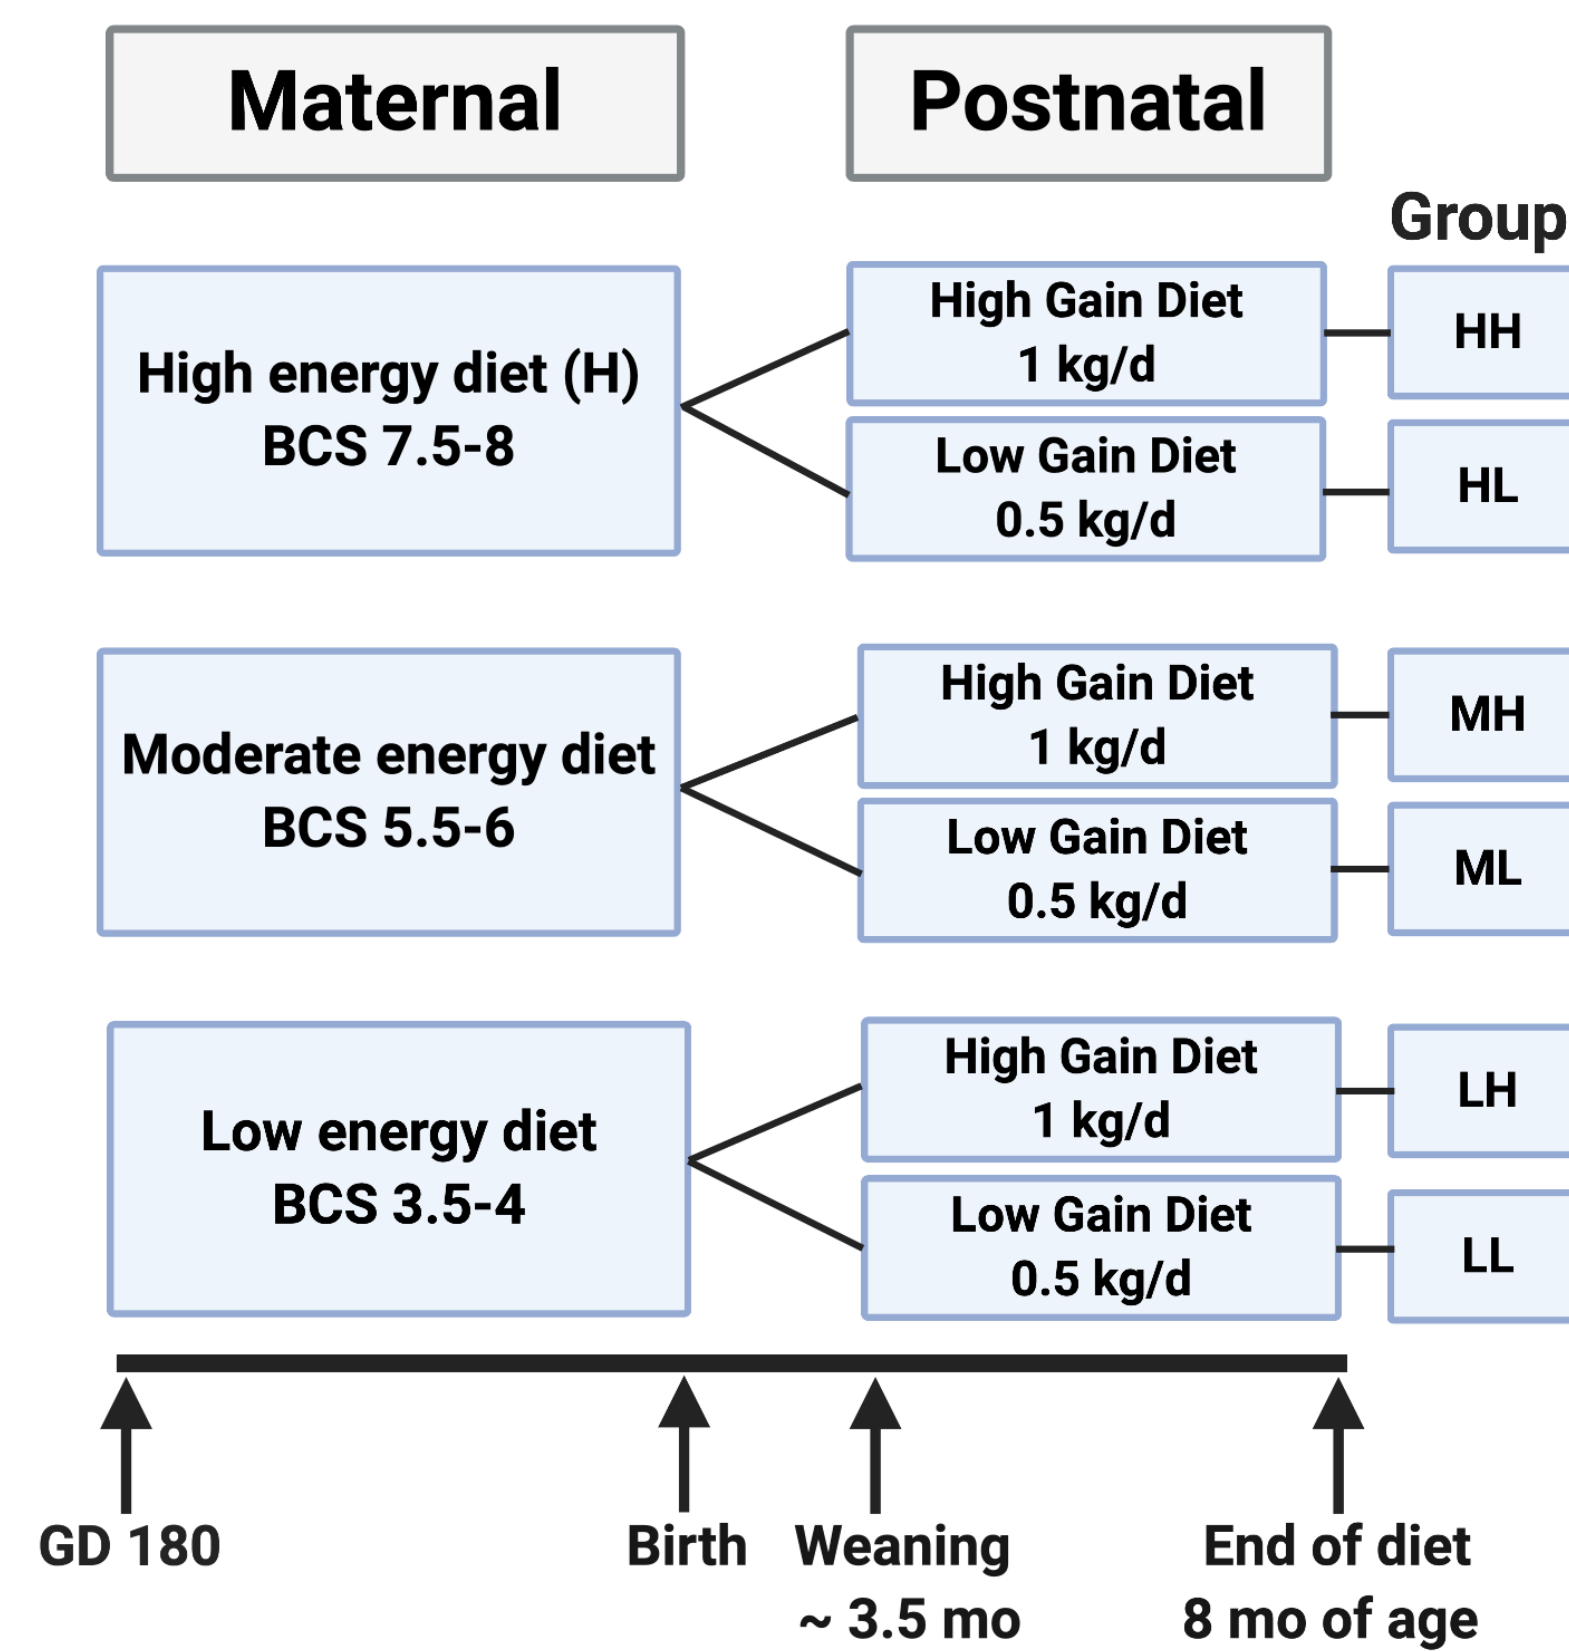 Maternal
Postnatal
Group
High energy diet (H)
BCS 7.5-8
High Gain Diet
1 kg/d
HH
Low Gain Diet
0.5 kg/d
HL
Moderate energy diet
BCS 5.5-6
High Gain Diet
1 kg/d
MH
Low Gain Diet
0.5 kg/d
ML
Low energy diet
BCS 3.5-4
High Gain Diet
1 kg/d
LH
Low Gain Diet
0.5 kg/d
LL
GD 180
Birth
Weaning
~ 3.5 mo
End of diet
8 mo of age